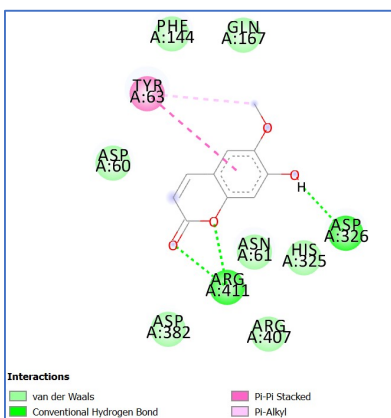 PHE
A:144
GLN
A:167
TYR
A:63
ASP
A:60
O
O
H
ASP
A:326
O
O
ASN
A:61
HIS
A:325
ARG
A:411
ASP
A:382
ARG
A:407
Interactions
van der Waals
Conventional Hydrogen Bond
Pi-Pi Stacked
Pi-Alkyl